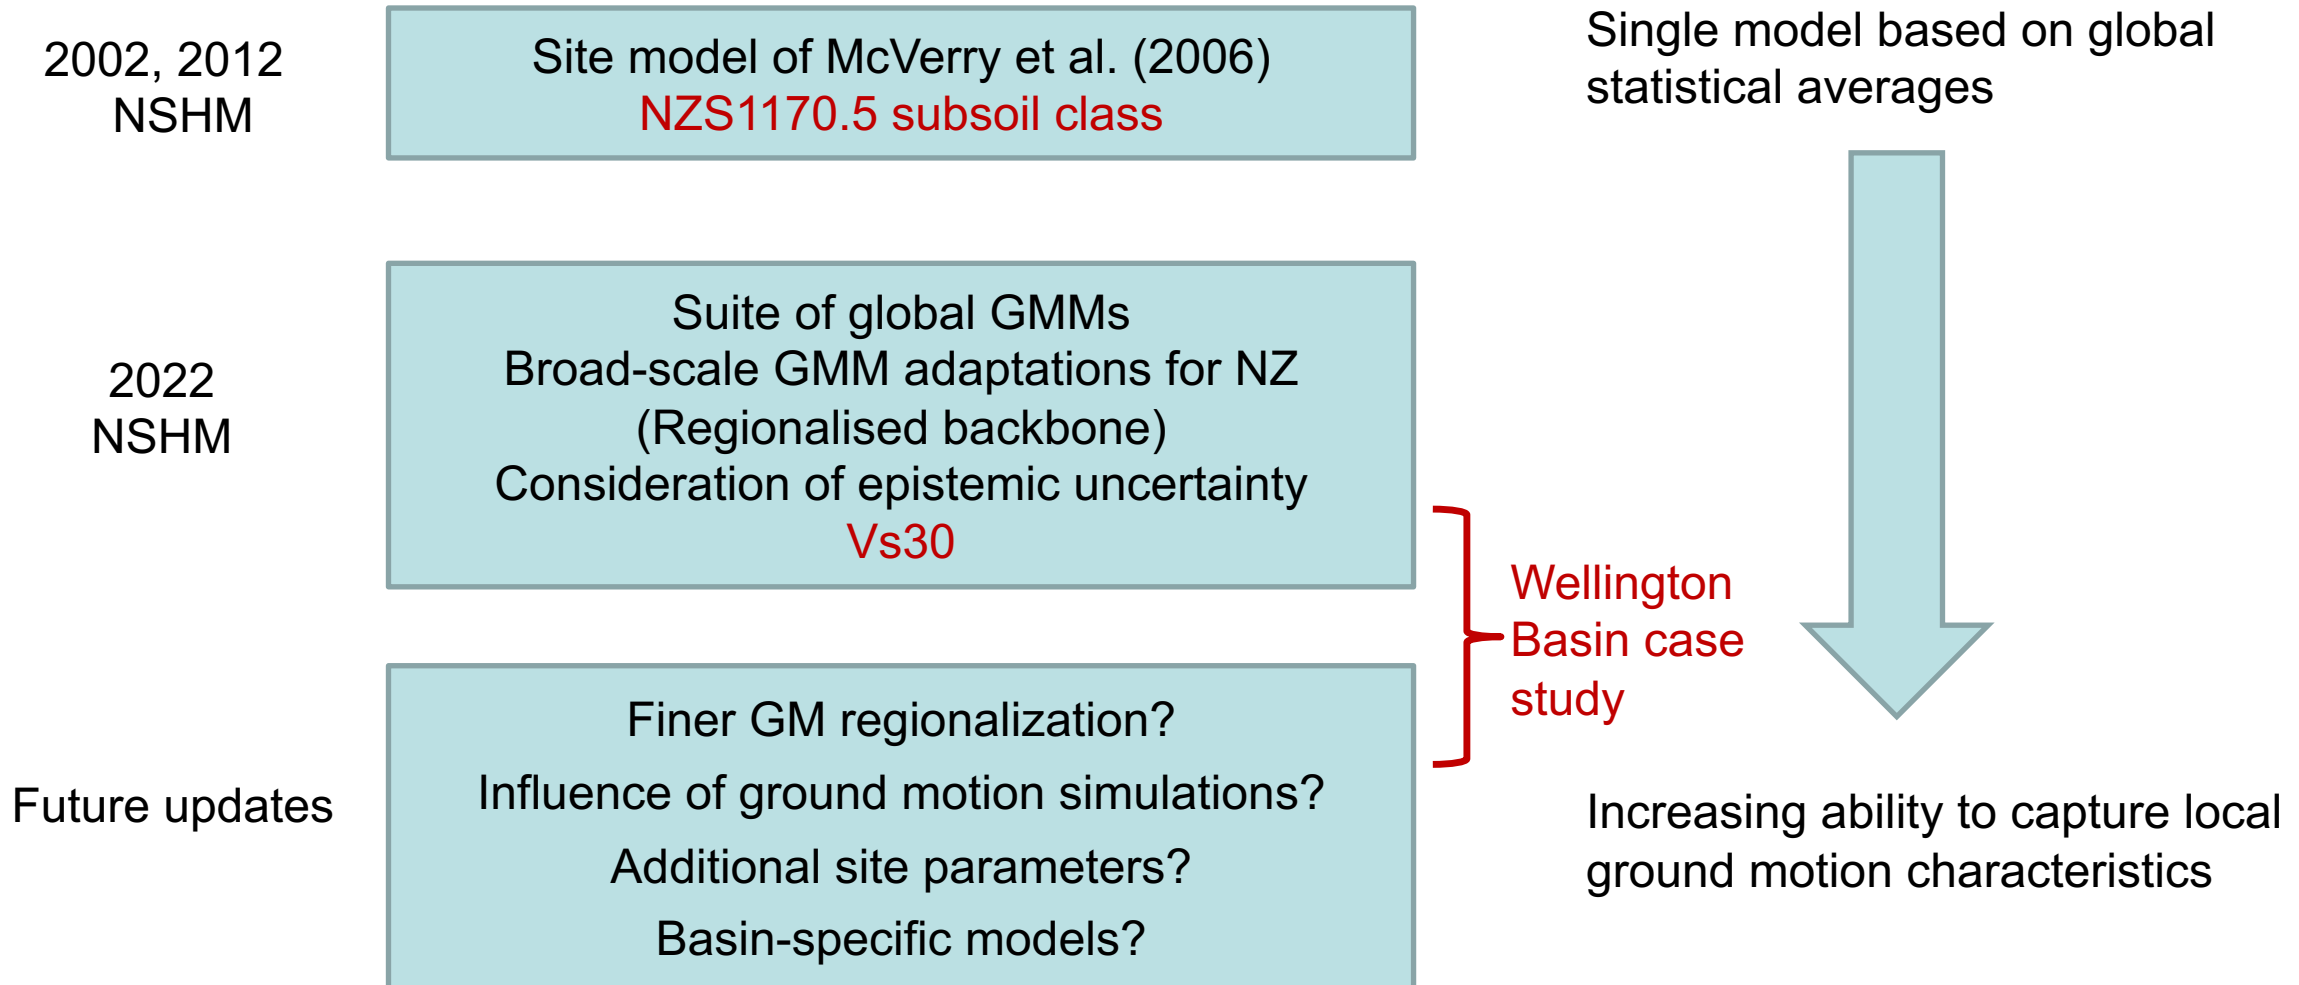 2002, 2012
NSHM
Site model of McVerry et al. (2006)
NZS1170.5 subsoil class
Single model based on global
statistical averages
2022
NSHM
Suite of global GMMs
Broad-scale GMM adaptations for NZ
(Regionalised backbone)
Consideration of epistemic uncertainty
Vs30
Wellington
Basin case
study
Future updates
Finer GM regionalization?
Influence of ground motion simulations?
Additional site parameters?
Basin-specific models?
Increasing ability to capture local
ground motion characteristics